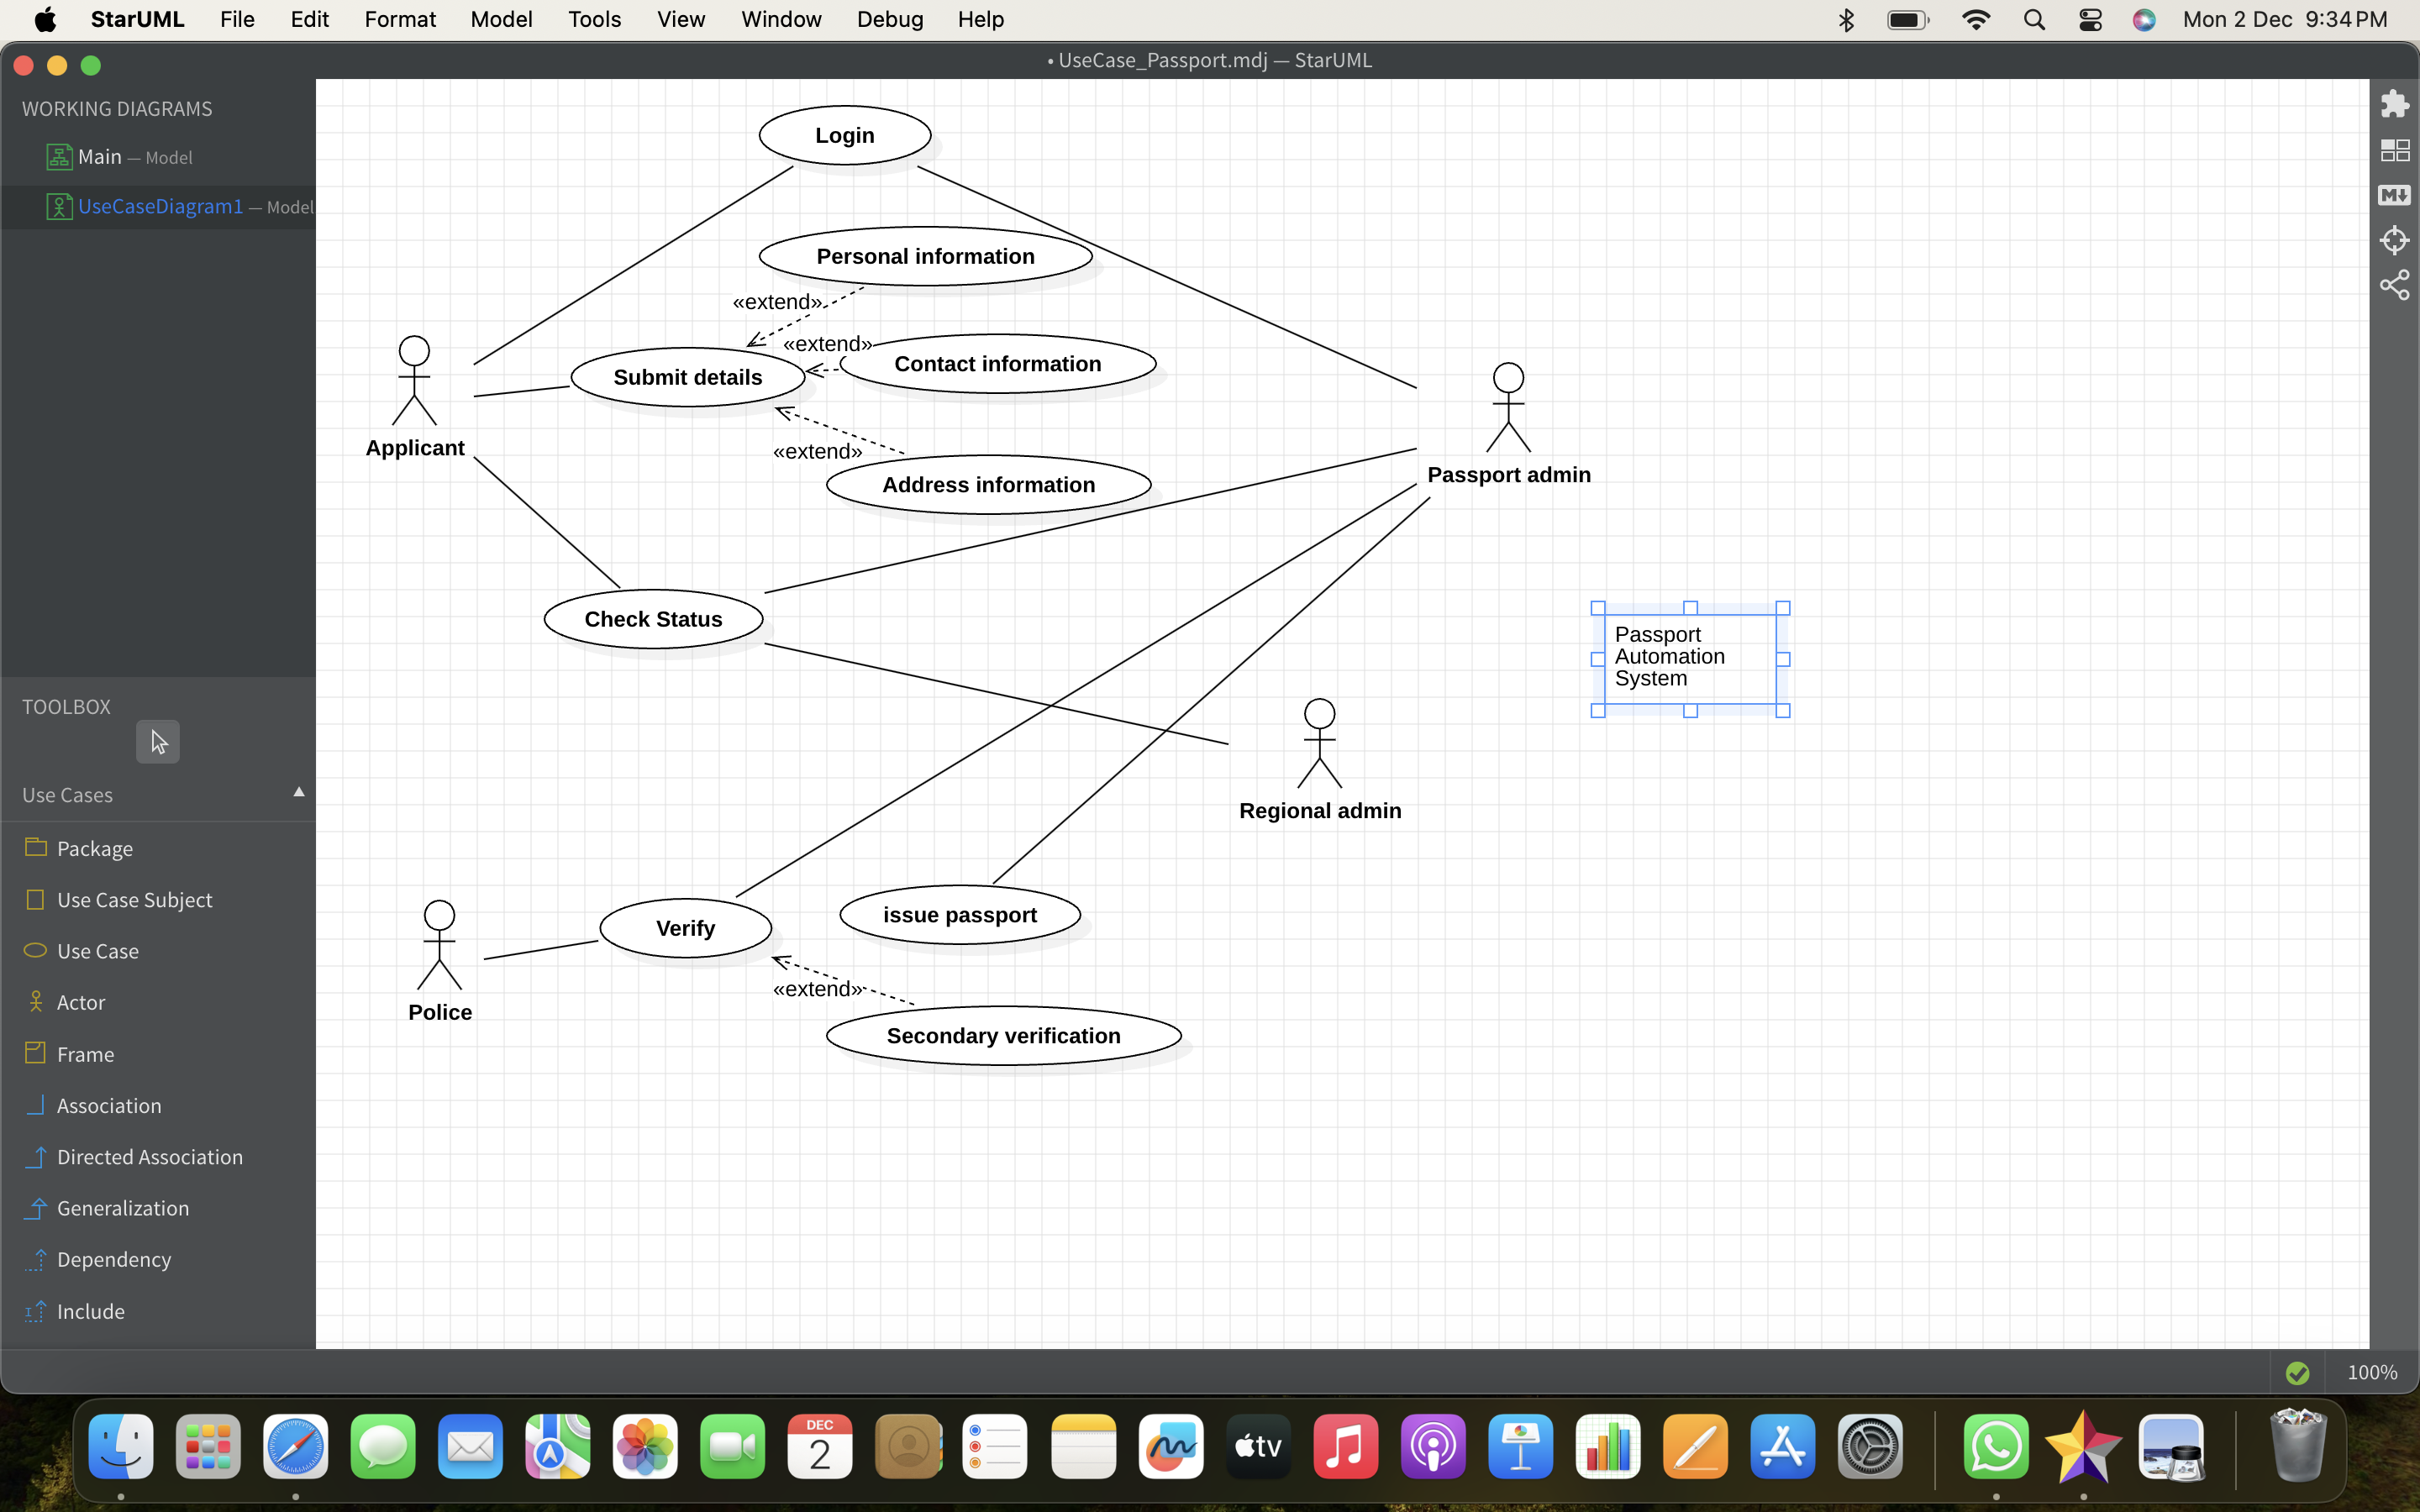 StarUML File Edit Format Model Tools View Window Debug Help Mon 2 Dec 9:34 PM
• UseCase_Passport.mdj — StarUML
WORKING DIAGRAMS
Main — Model
UseCaseDiagram1 — Model
TOOLBOX
Use Cases
Package
Use Case Subject
Use Case
Actor
Frame
Association
Directed Association
Generalization
Dependency
Include
Login
Personal information
«extend»
«extend»
Contact information
Submit details
Applicant
«extend»
Address information
Passport admin
Check Status
Passport
Automation
System
Regional admin
issue passport
Verify
«extend»
Police
Secondary verification
M
100%
DEC
2
tv